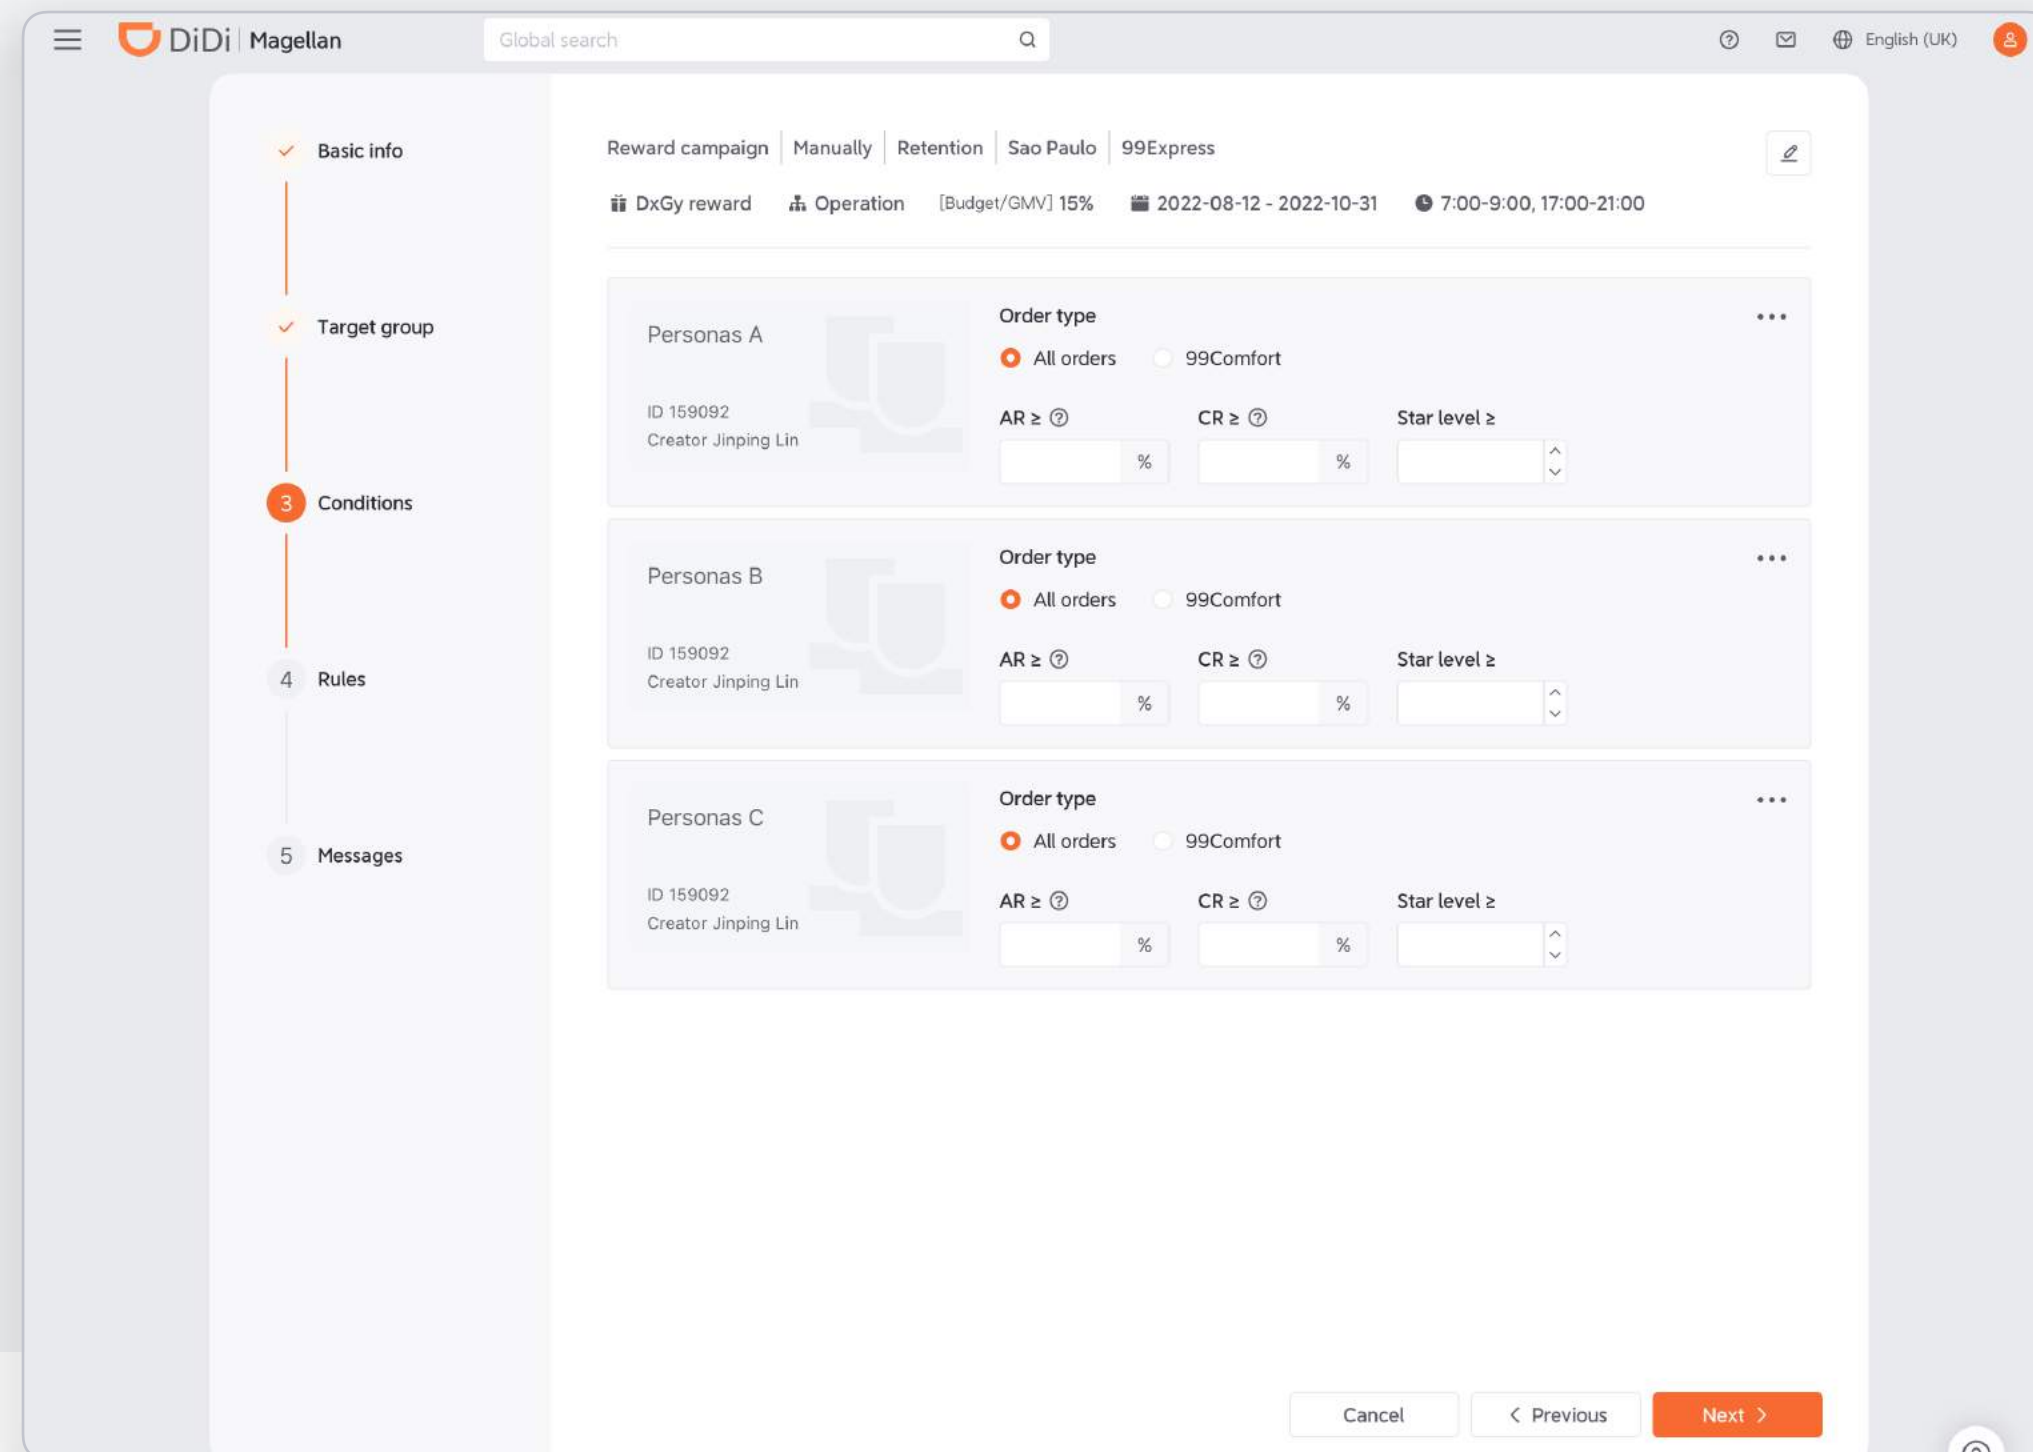 DiDi | Magellan
Global search
English (UK)
Basic info
Target group
3 Conditions
4 Rules
5 Messages
Reward campaign | Manually | Retention | Sao Paulo | 99Express
DxGy reward Operation [Budget/GMV] 15% 2022-08-12 - 2022-10-31 7:00-9:00, 17:00-21:00
Personas A
ID 159092
Creator Jinping Lin
Order type
All orders 99Comfort
AR ≥ CR ≥ Star level ≥
% %
Personas B
ID 159092
Creator Jinping Lin
Order type
All orders 99Comfort
AR ≥ CR ≥ Star level ≥
% %
Personas C
ID 159092
Creator Jinping Lin
Order type
All orders 99Comfort
AR ≥ CR ≥ Star level ≥
% %
Cancel < Previous Next >